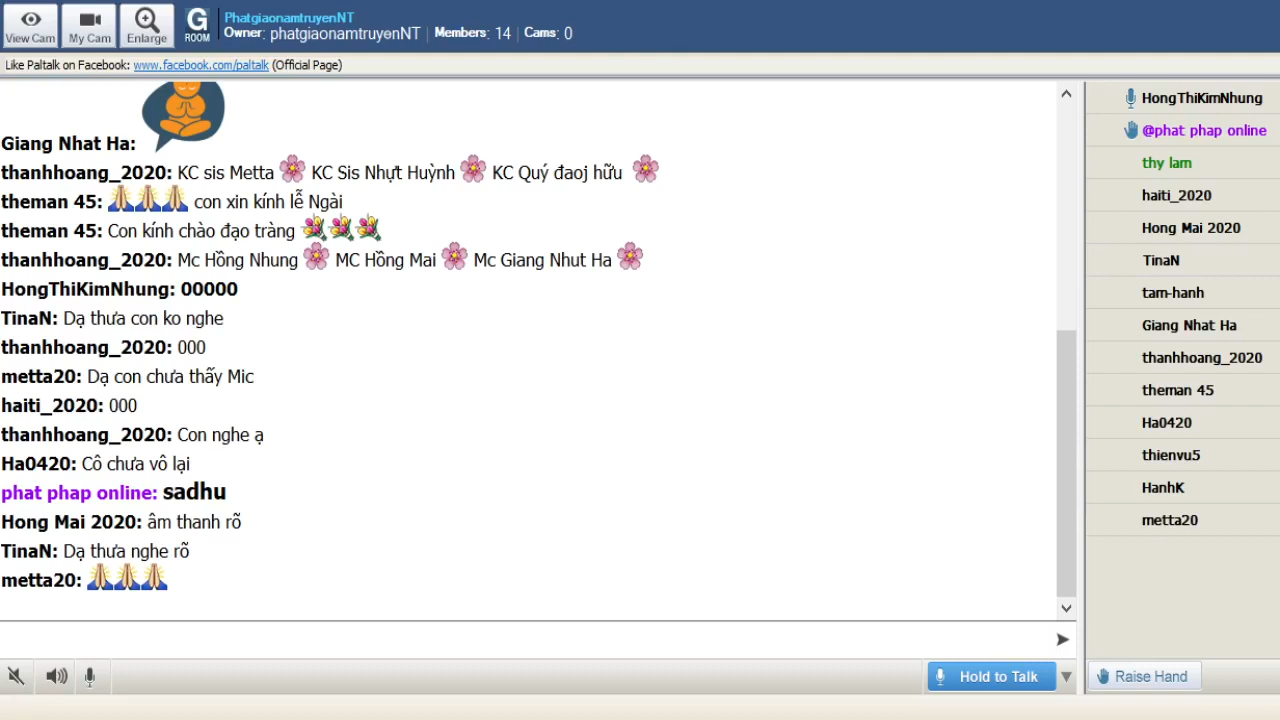 View Cam
My Cam
Enlarge
G
ROOM
PhatgiaonamtruyenNT
Owner: phatgiaonamtruyenNT | Members: 14 | Cams: 0
Like Paltalk on Facebook: www.facebook.com/paltalk (Official Page)
Giang Nhat Ha:
thanhhoang_2020: KC sis Metta 🌸 KC Sis Nhựt Huỳnh 🌸 KC Quý đaoj hữu 🌸
theman 45: 🙏🙏🙏 con xin kính lễ Ngài
theman 45: Con kính chào đạo tràng 💐💐💐
thanhhoang_2020: Mc Hồng Nhung 🌸 MC Hồng Mai 🌸 Mc Giang Nhut Ha 🌸
HongThiKimNhung: 00000
TinaN: Dạ thưa con ko nghe
thanhhoang_2020: 000
metta20: Dạ con chưa thấy Mic
haiti_2020: 000
thanhhoang_2020: Con nghe ạ
Ha0420: Cô chưa vô lại
phat phap online: sadhu
Hong Mai 2020: âm thanh rõ
TinaN: Dạ thưa nghe rõ
metta20: 🙏🙏🙏
Hold to Talk
HongThiKimNhung
@phat phap online
thy lam
haiti_2020
Hong Mai 2020
TinaN
tam-hanh
Giang Nhat Ha
thanhhoang_2020
theman 45
Ha0420
thienvu5
HanhK
metta20
Raise Hand